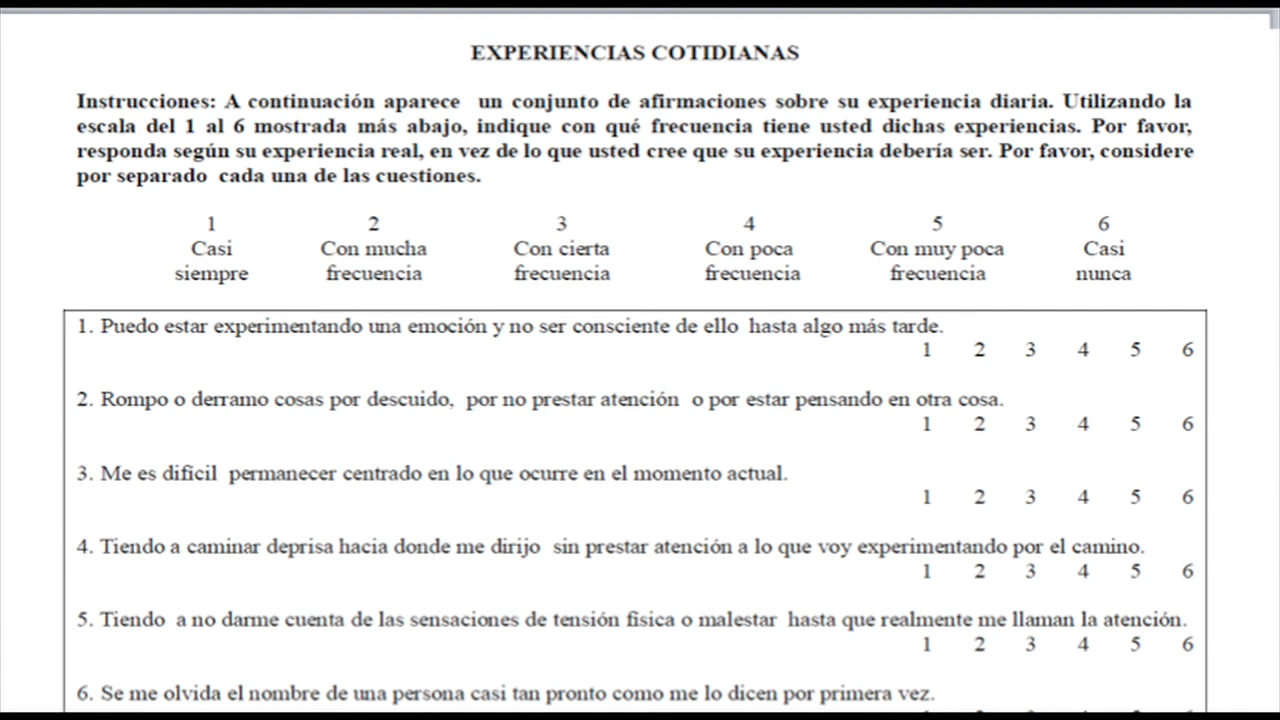 EXPERIENCIAS COTIDIANAS
Instrucciones: A continuación aparece un conjunto de afirmaciones sobre su experiencia diaria. Utilizando la
escala del 1 al 6 mostrada más abajo, indique con qué frecuencia tiene usted dichas experiencias. Por favor,
responda según su experiencia real, en vez de lo que usted cree que su experiencia debería ser. Por favor, considere
por separado cada una de las cuestiones.
1 2 3 4 5 6
Casi Con mucha Con cierta Con poca Con muy poca Casi
siempre frecuencia frecuencia frecuencia frecuencia nunca
1. Puedo estar experimentando una emoción y no ser consciente de ello hasta algo más tarde.
1 2 3 4 5 6
2. Rompo o derramo cosas por descuido, por no prestar atención o por estar pensando en otra cosa.
1 2 3 4 5 6
3. Me es difícil permanecer centrado en lo que ocurre en el momento actual.
1 2 3 4 5 6
4. Tiendo a caminar deprisa hacia donde me dirijo sin prestar atención a lo que voy experimentando por el camino.
1 2 3 4 5 6
5. Tiendo a no darme cuenta de las sensaciones de tensión física o malestar hasta que realmente me llaman la atención.
1 2 3 4 5 6
6. Se me olvida el nombre de una persona casi tan pronto como me lo dicen por primera vez.